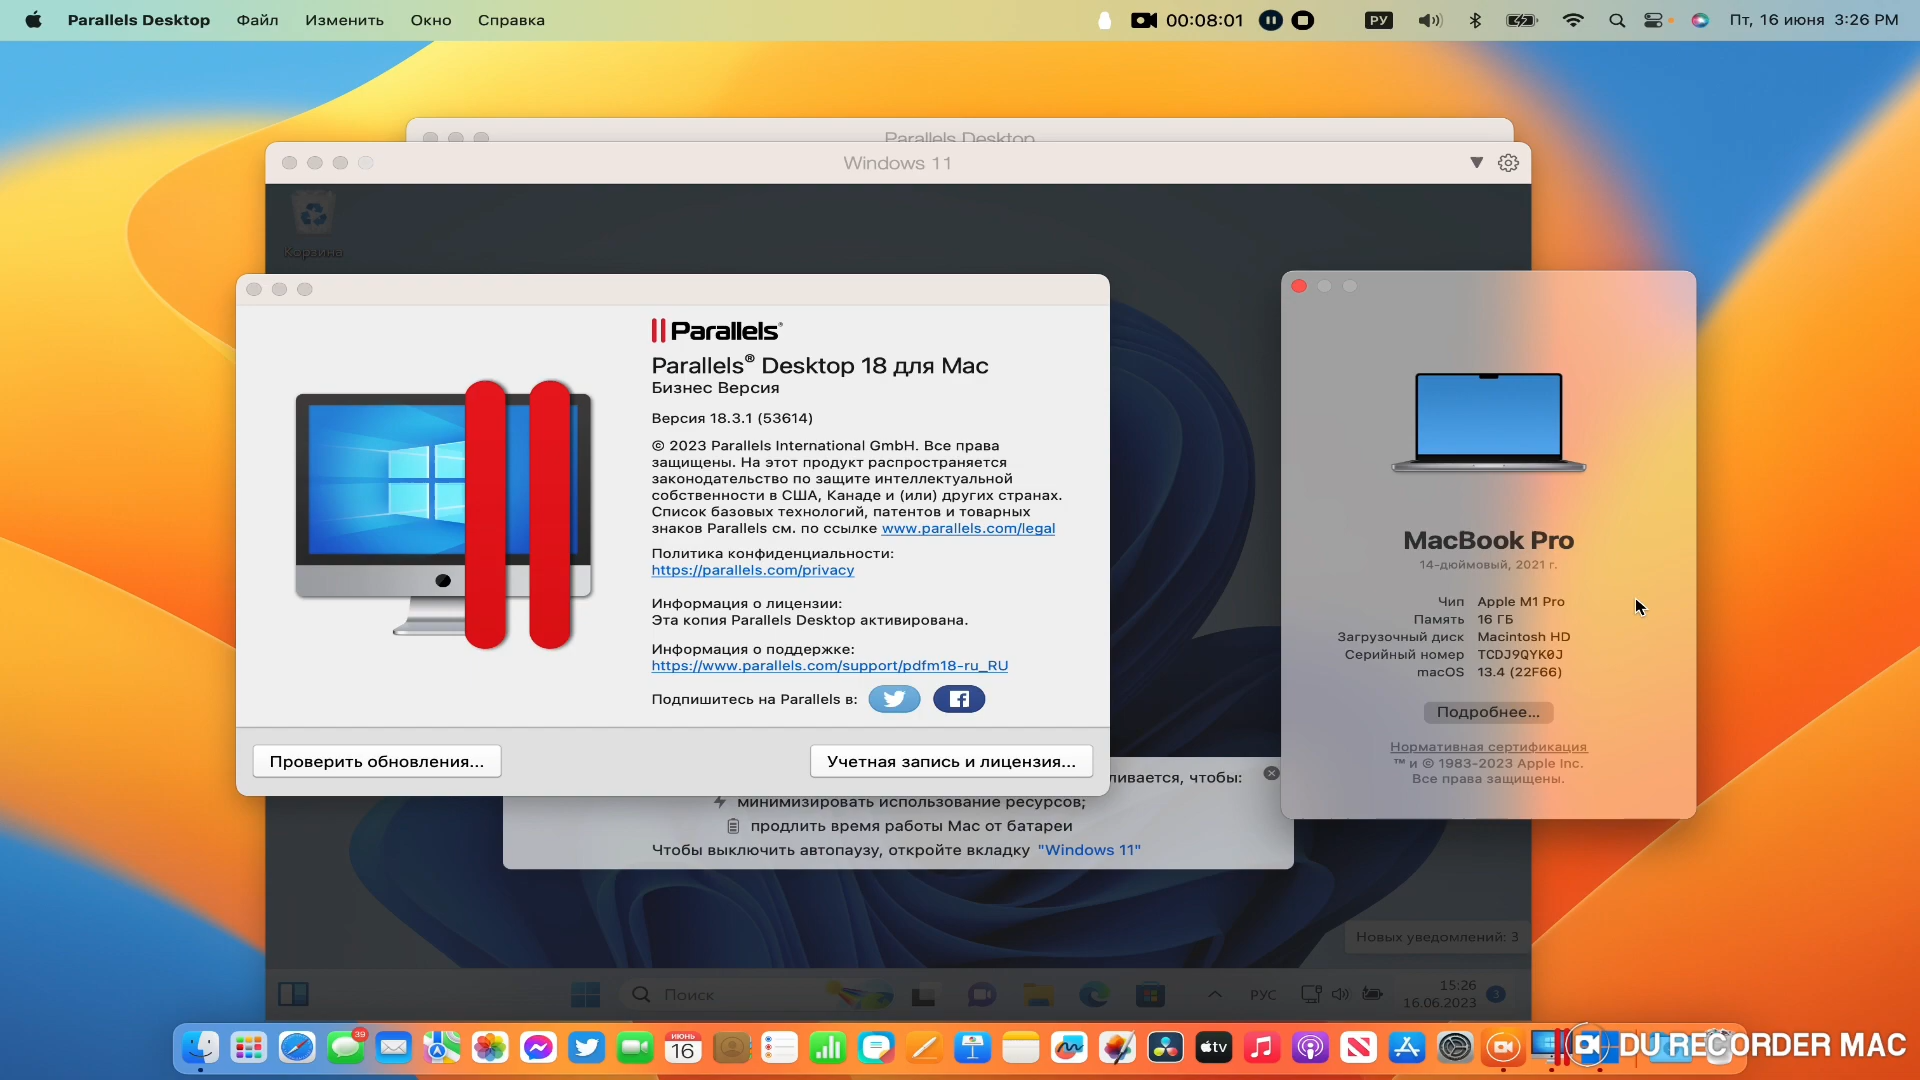 Parallels Desktop Файл Изменить Окно Справка 00:08:01 РУ Пт, 16 июня 3:26 PM
Parallels Desktop
Windows 11
Корзина
Parallels®
Parallels® Desktop 18 для Mac
Бизнес Версия
Версия 18.3.1 (53614)
© 2023 Parallels International GmbH. Все права
защищены. На этот продукт распространяется
законодательство по защите интеллектуальной
собственности в США, Канаде и (или) других странах.
Список базовых технологий, патентов и товарных
знаков Parallels см. по ссылке www.parallels.com/legal
Политика конфиденциальности:
https://parallels.com/privacy
Информация о лицензии:
Эта копия Parallels Desktop активирована.
Информация о поддержке:
https://www.parallels.com/support/pdfm18-ru_RU
Подпишитесь на Parallels в:
Проверить обновления... Учетная запись и лицензия...
MacBook Pro
14-дюймовый, 2021 г.
Чип Apple M1 Pro
Память 16 ГБ
Загрузочный диск Macintosh HD
Серийный номер TCDJ9QYK0J
macOS 13.4 (22F66)
Подробнее...
Нормативная сертификация
™ и © 1983-2023 Apple Inc.
Все права защищены.
ливается, чтобы:
минимизировать использование ресурсов;
продлить время работы Mac от батареи
Чтобы выключить автопаузу, откройте вкладку "Windows 11"
Новых уведомлений: 3
Поиск
РУС
15:26
16.06.2023
3
39
ИЮНЬ
16
tv
DU RECORDER MAC